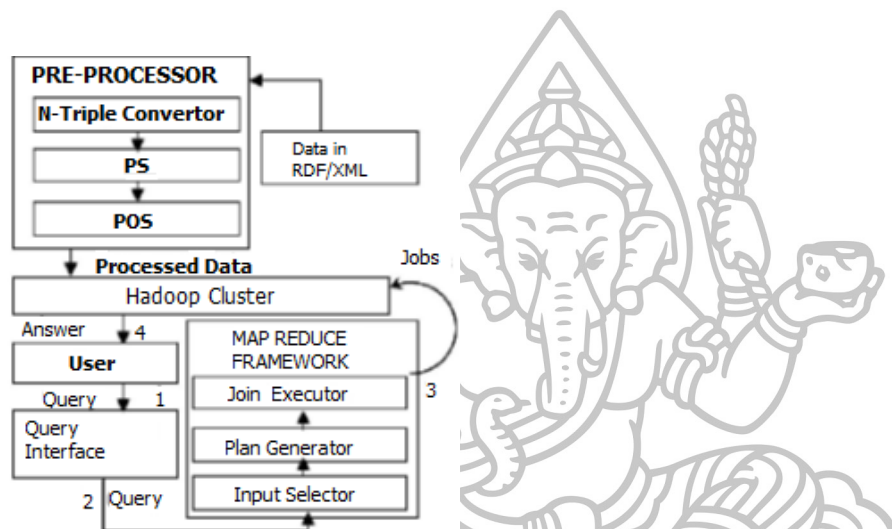 PRE-PROCESSOR
N-Triple Convertor
PS
POS
Data in
RDF/XML
Jobs
Processed Data
Hadoop Cluster
Answer 4
User
Query 1
Query
Interface
2 Query
MAP REDUCE
FRAMEWORK
Join Executor
3
Plan Generator
Input Selector